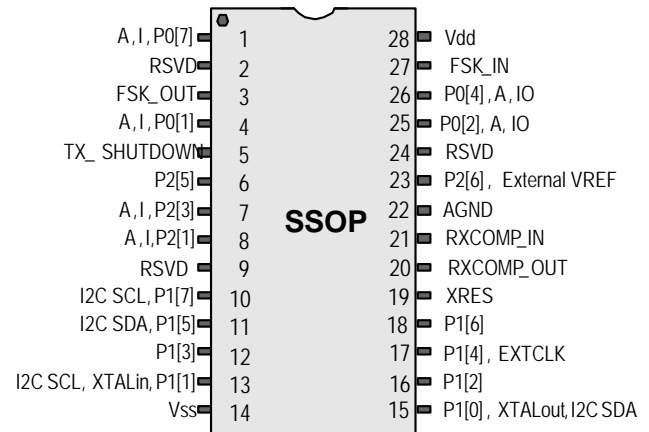 A, I, P0[7] 1 28 Vdd
RSVD 2 27 FSK_IN
FSK_OUT 3 26 P0[4], A, IO
A, I, P0[1] 4 25 P0[2], A, IO
TX_ SHUTDOWN 5 24 RSVD
P2[5] 6 23 P2[6], External VREF
A, I, P2[3] 7 SSOP 22 AGND
A, I, P2[1] 8 21 RXCOMP_IN
RSVD 9 20 RXCOMP_OUT
I2C SCL, P1[7] 10 19 XRES
I2C SDA, P1[5] 11 18 P1[6]
P1[3] 12 17 P1[4], EXTCLK
I2C SCL, XTALin, P1[1] 13 16 P1[2]
Vss 14 15 P1[0], XTALout, I2C SDA